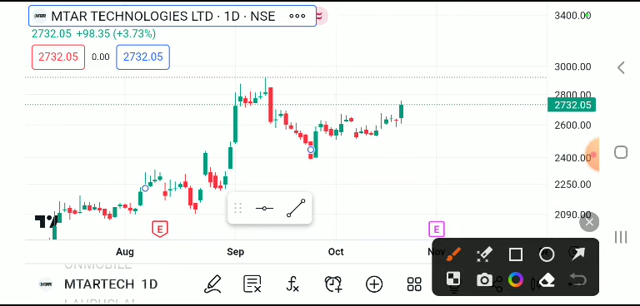 MTAR TECHNOLOGIES LTD · 1D · NSE
2732.05 +98.35 (+3.73%)
2732.05 0.00 2732.05
3400.00
3000.00
2800.00
2732.05
2600.00
2400.00
2250.00
2090.00
E E
Aug Sep Oct Nov
MTARTECH 1D